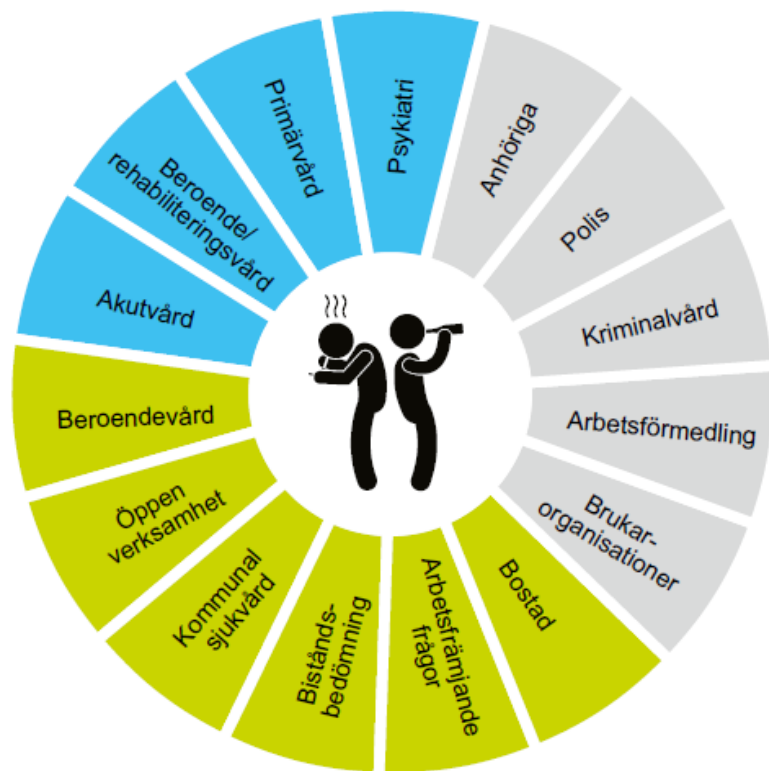 Psykiatri
Anhöriga
Polis
Kriminalvård
Arbetsförmedling
Brukar-
organisationer
Bostad
Arbetsfrämjande
frågor
Bistånds-
bedömning
Kommunal
sjukvård
Öppen
verksamhet
Beroendevård
Akutvård
Beroende/
rehabiliteringsvård
Primärvård